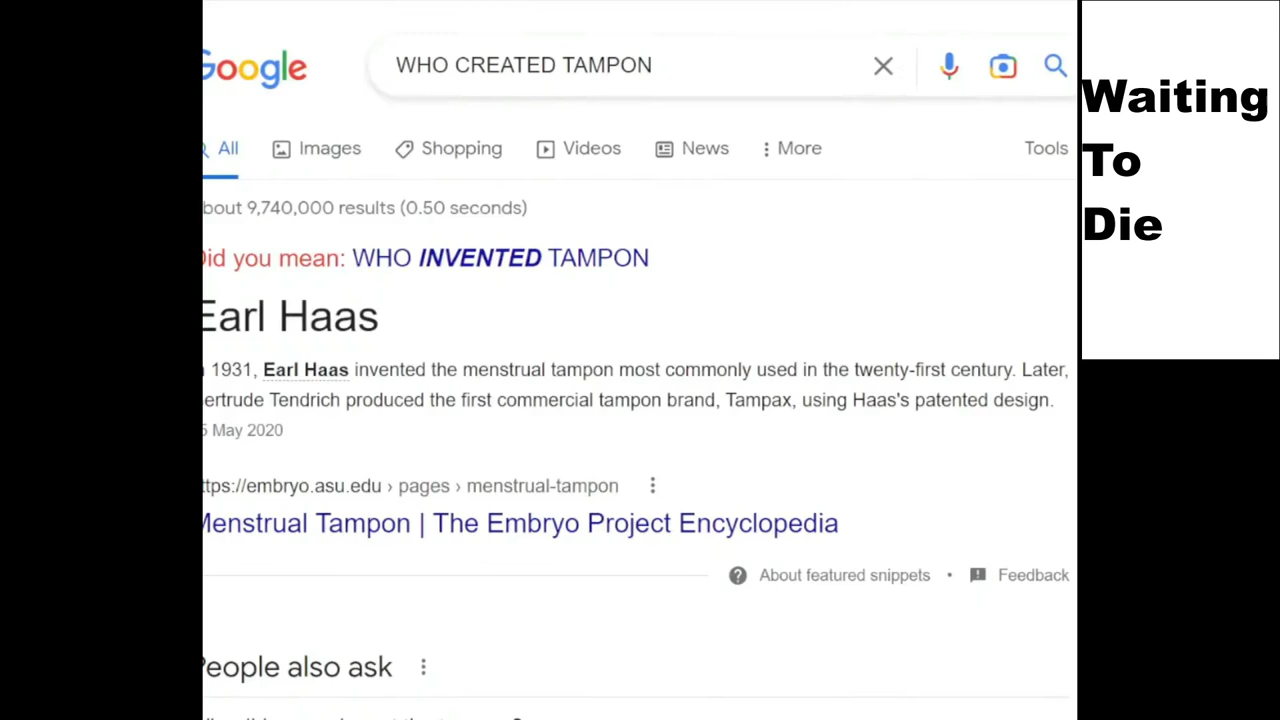 Google
WHO CREATED TAMPON
All Images Shopping Videos News More Tools
bout 9,740,000 results (0.50 seconds)
Did you mean: WHO INVENTED TAMPON
Earl Haas
1931, Earl Haas invented the menstrual tampon most commonly used in the twenty-first century. Later,
ertrude Tendrich produced the first commercial tampon brand, Tampax, using Haas's patented design.
5 May 2020
ttps://embryo.asu.edu › pages › menstrual-tampon
Menstrual Tampon | The Embryo Project Encyclopedia
About featured snippets • Feedback
People also ask
Waiting
To
Die